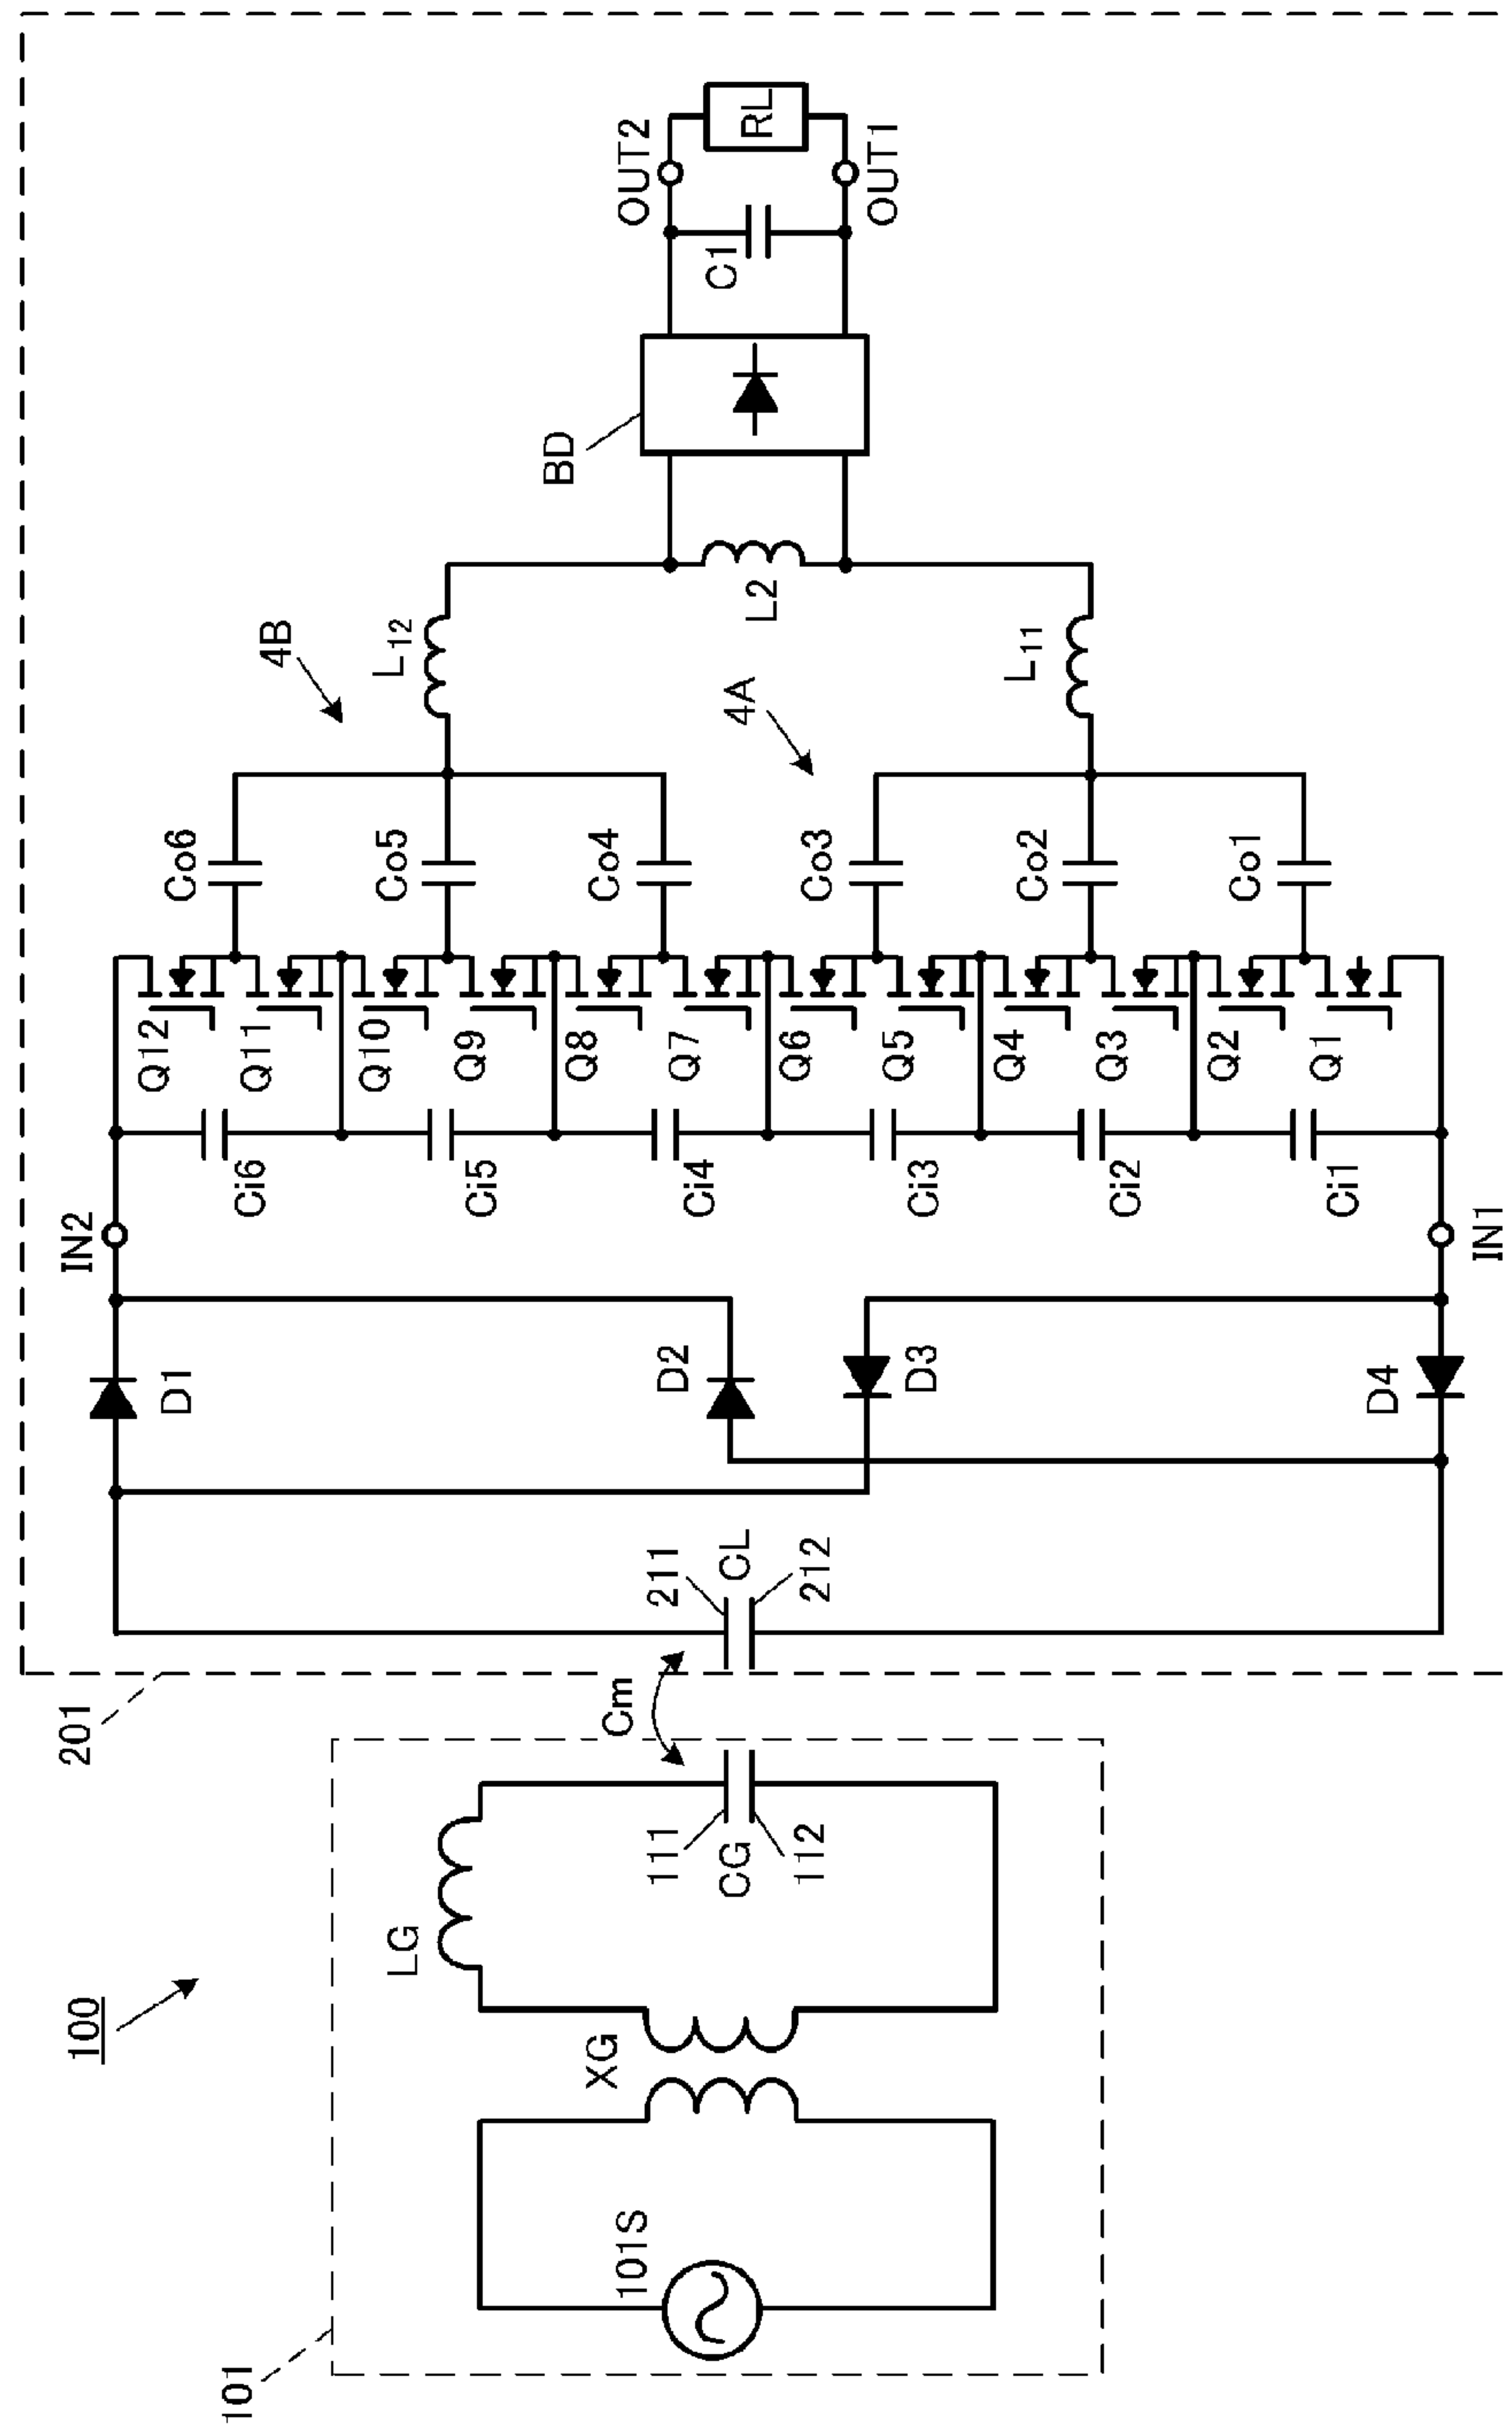 100
101
101S
XG
LG
111
CG
112
Cm
201
211
CL
212
D1
D2
D3
D4
IN2
IN1
Ci6
Ci5
Ci4
Ci3
Ci2
Ci1
Q12
Q11
Q10
Q9
Q8
Q7
Q6
Q5
Q4
Q3
Q2
Q1
Co6
Co5
Co4
Co3
Co2
Co1
4B
4A
L12
L11
L2
BD
C1
OUT2
OUT1
RL